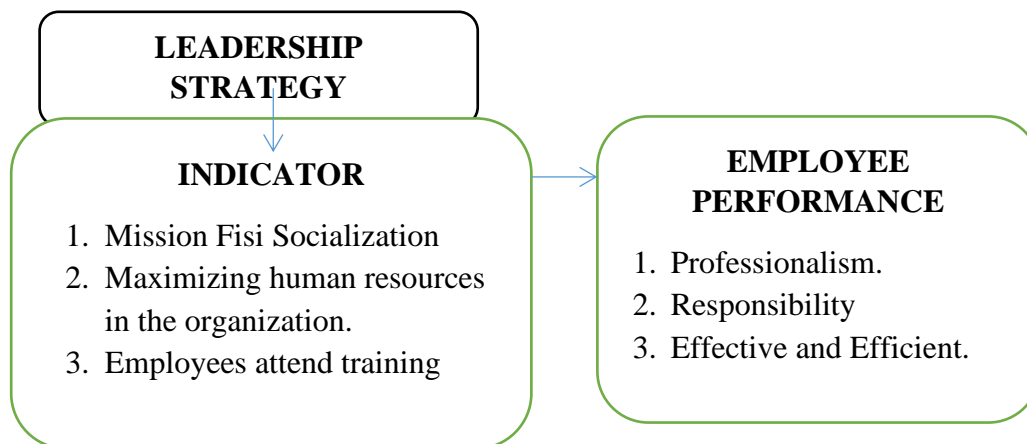 LEADERSHIP
STRATEGY
INDICATOR
1. Mission Fisi Socialization
2. Maximizing human resources
in the organization.
3. Employees attend training
EMPLOYEE
PERFORMANCE
1. Professionalism.
2. Responsibility
3. Effective and Efficient.